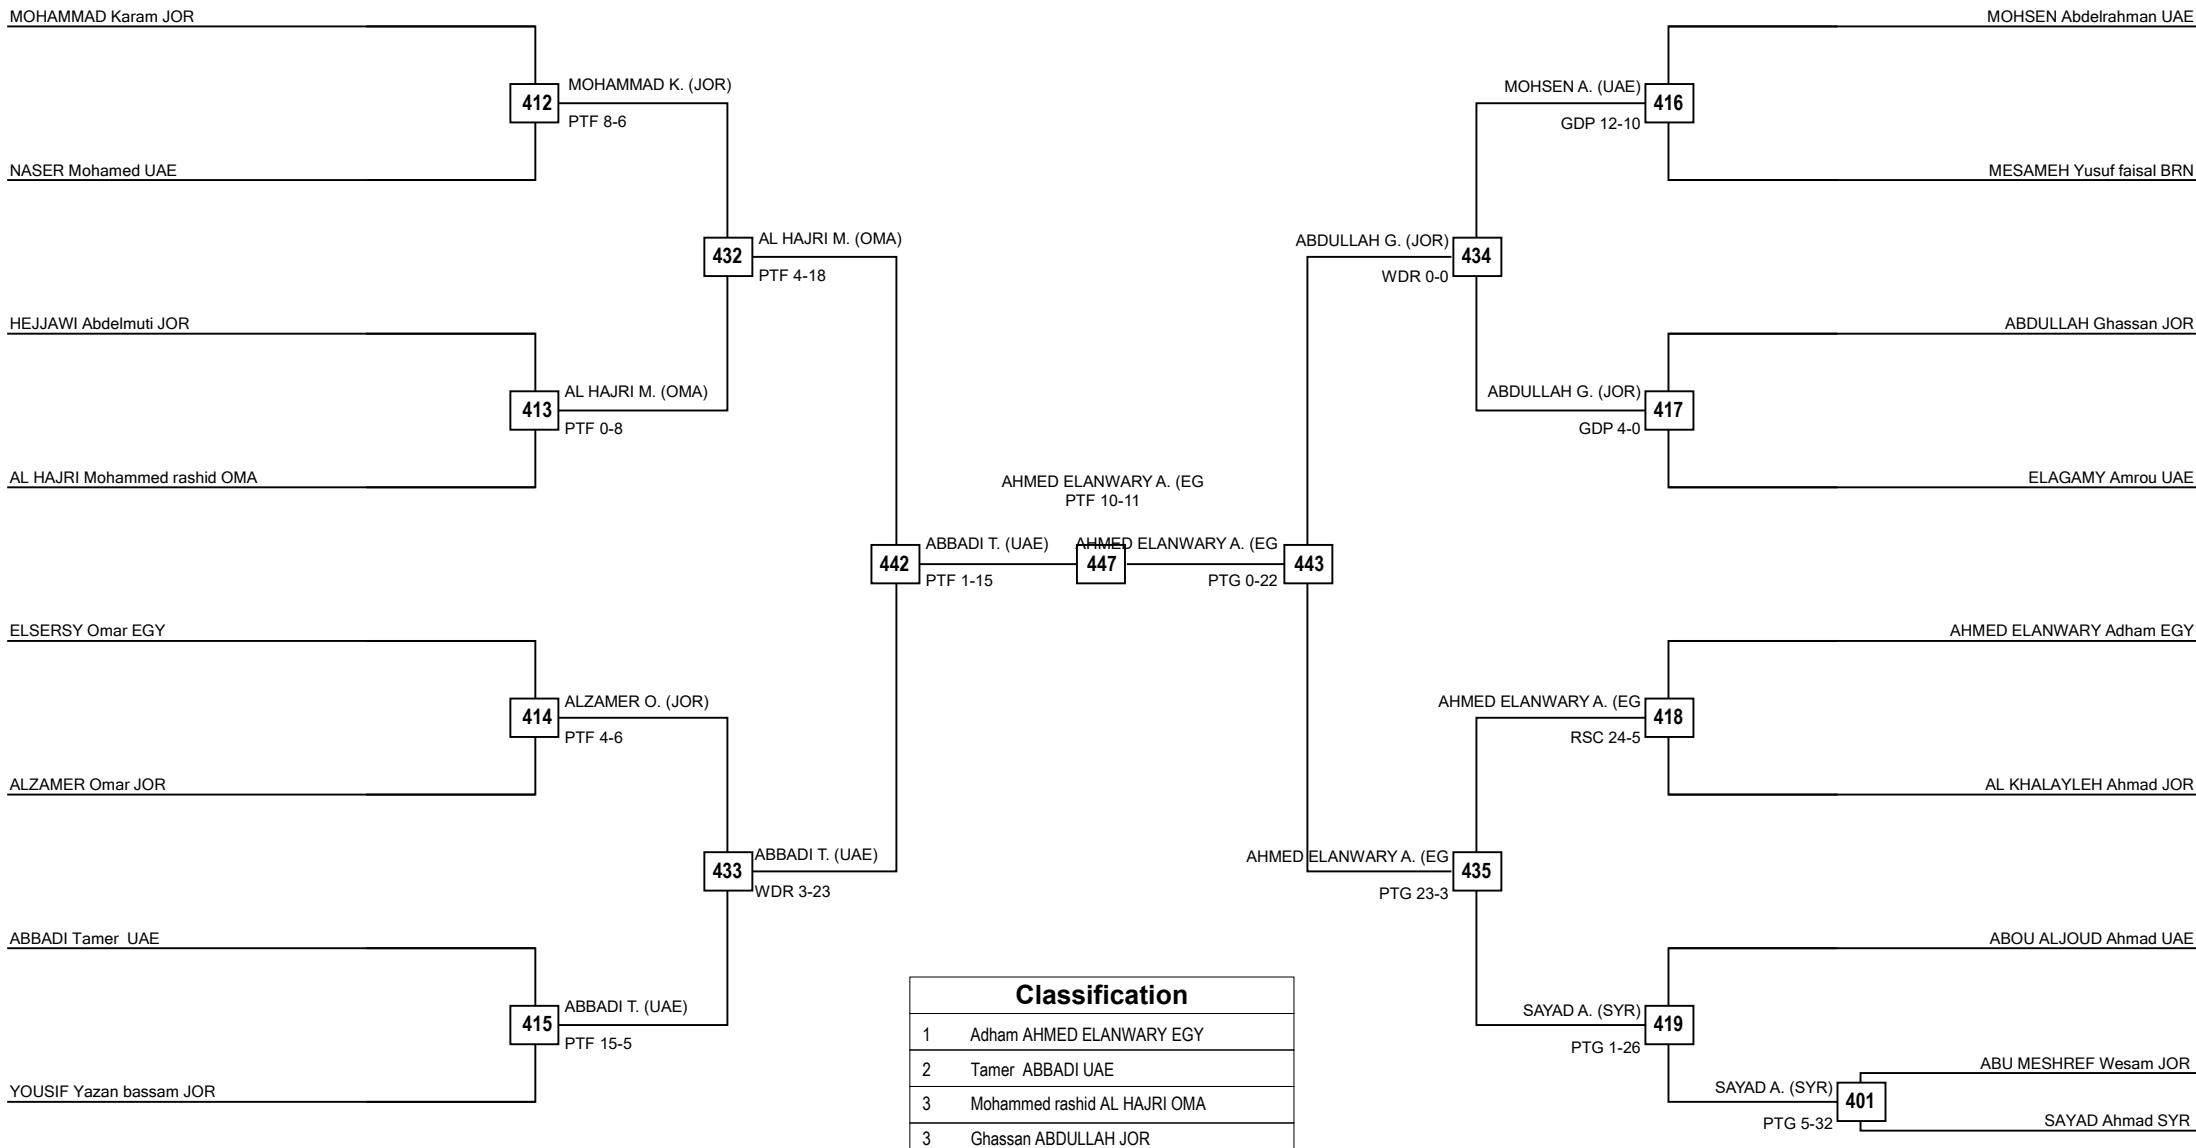 MOHAMMAD Karam JOR
MOHSEN Abdelrahman UAE
MOHAMMAD K. (JOR)
412
PTF 8-6
MOHSEN A. (UAE)
416
GDP 12-10
NASER Mohamed UAE
MESAMEH Yusuf faisal BRN
AL HAJRI M. (OMA)
432
PTF 4-18
ABDULLAH G. (JOR)
434
WDR 0-0
HEJJAWI Abdelmuti JOR
ABDULLAH Ghassan JOR
AL HAJRI M. (OMA)
413
PTF 0-8
ABDULLAH G. (JOR)
417
GDP 4-0
AL HAJRI Mohammed rashid OMA
ELAGAMY Amrou UAE
AHMED ELANWARY A. (EG
PTF 10-11
442
ABBADI T. (UAE)
PTF 1-15
447
AHMED ELANWARY A. (EG
443
PTG 0-22
ELSERSY Omar EGY
AHMED ELANWARY Adham EGY
ALZAMER O. (JOR)
414
PTF 4-6
AHMED ELANWARY A. (EG
418
RSC 24-5
ALZAMER Omar JOR
AL KHALAYLEH Ahmad JOR
ABBADI T. (UAE)
433
WDR 3-23
AHMED ELANWARY A. (EG
435
PTG 23-3
ABBADI Tamer UAE
ABOU ALJOUD Ahmad UAE
ABBADI T. (UAE)
415
PTF 15-5
SAYAD A. (SYR)
419
PTG 1-26
YOUSIF Yazan bassam JOR
ABU MESHREF Wesam JOR
SAYAD A. (SYR)
401
PTG 5-32
SAYAD Ahmad SYR
Classification
1 Adham AHMED ELANWARY EGY
2 Tamer ABBADI UAE
3 Mohammed rashid AL HAJRI OMA
3 Ghassan ABDULLAH JOR